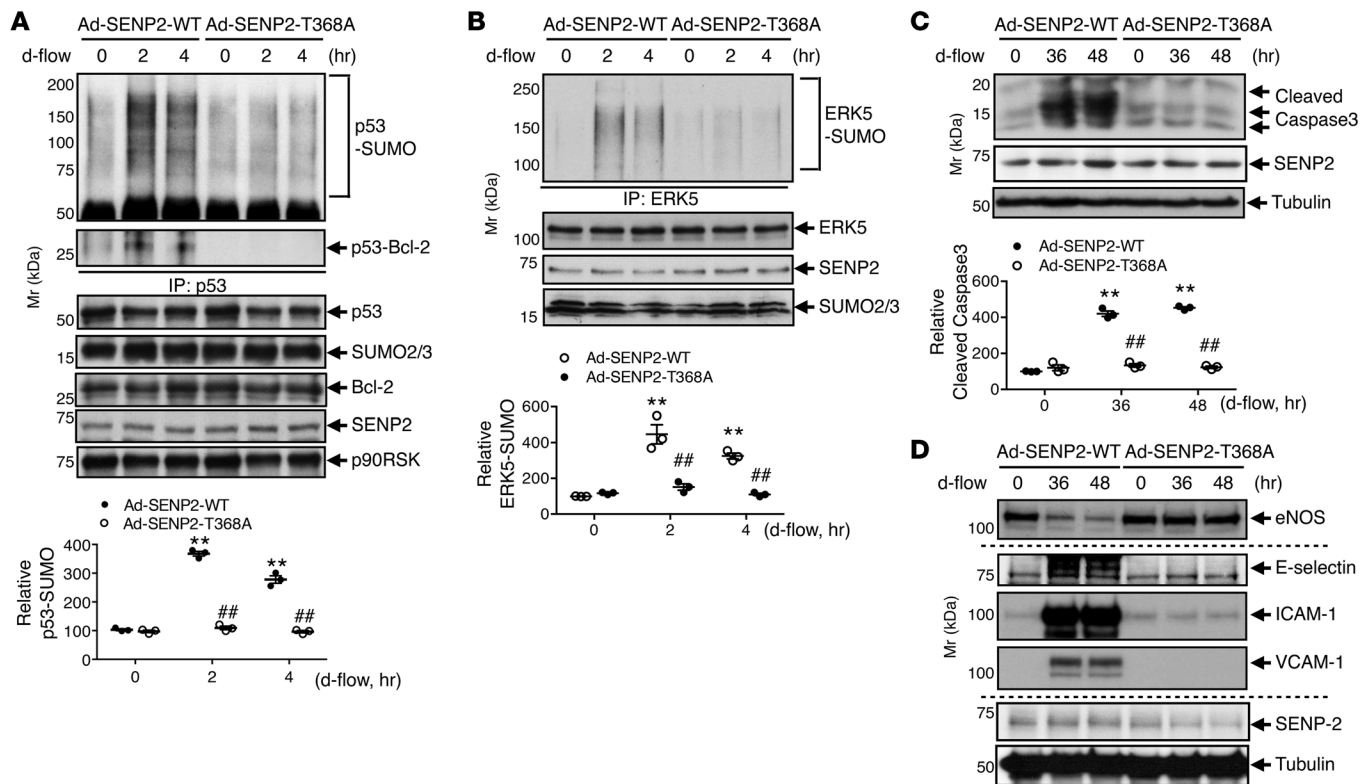 A
Ad-SENP2-WT Ad-SENP2-T368A
d-flow 0 2 4 0 2 4 (hr)
200
150
100
75
50
p53
-SUMO
25
p53-Bcl-2
IP: p53
Mr (kDa)
50
p53
15
SUMO2/3
25
Bcl-2
75
SENP2
75
p90RSK
Ad-SENP2-WT
Ad-SENP2-T368A
Relative
p53-SUMO
400
300
200
100
0
** ** ## ##
0 2 4 (d-flow, hr)
B
Ad-SENP2-WT Ad-SENP2-T368A
d-flow 0 2 4 0 2 4 (hr)
250
150
100
ERK5
-SUMO
IP: ERK5
Mr (kDa)
100
ERK5
75
SENP2
15
SUMO2/3
Ad-SENP2-WT
Ad-SENP2-T368A
Relative
ERK5-SUMO
600
400
200
0
** ** ## ##
0 2 4
(d-flow, hr)
C
Ad-SENP2-WT Ad-SENP2-T368A
d-flow 0 36 48 0 36 48 (hr)
Mr (kDa)
20
15
Cleaved
Caspase3
75
SENP2
50
Tubulin
Ad-SENP2-WT
Ad-SENP2-T368A
Relative
Cleaved Caspase3
600
400
200
0
** ** ## ##
0 36 48 (d-flow, hr)
D
Ad-SENP2-WT Ad-SENP2-T368A
d-flow 0 36 48 0 36 48 (hr)
100
eNOS
75
E-selectin
Mr (kDa)
100
ICAM-1
100
VCAM-1
75
SENP-2
50
Tubulin